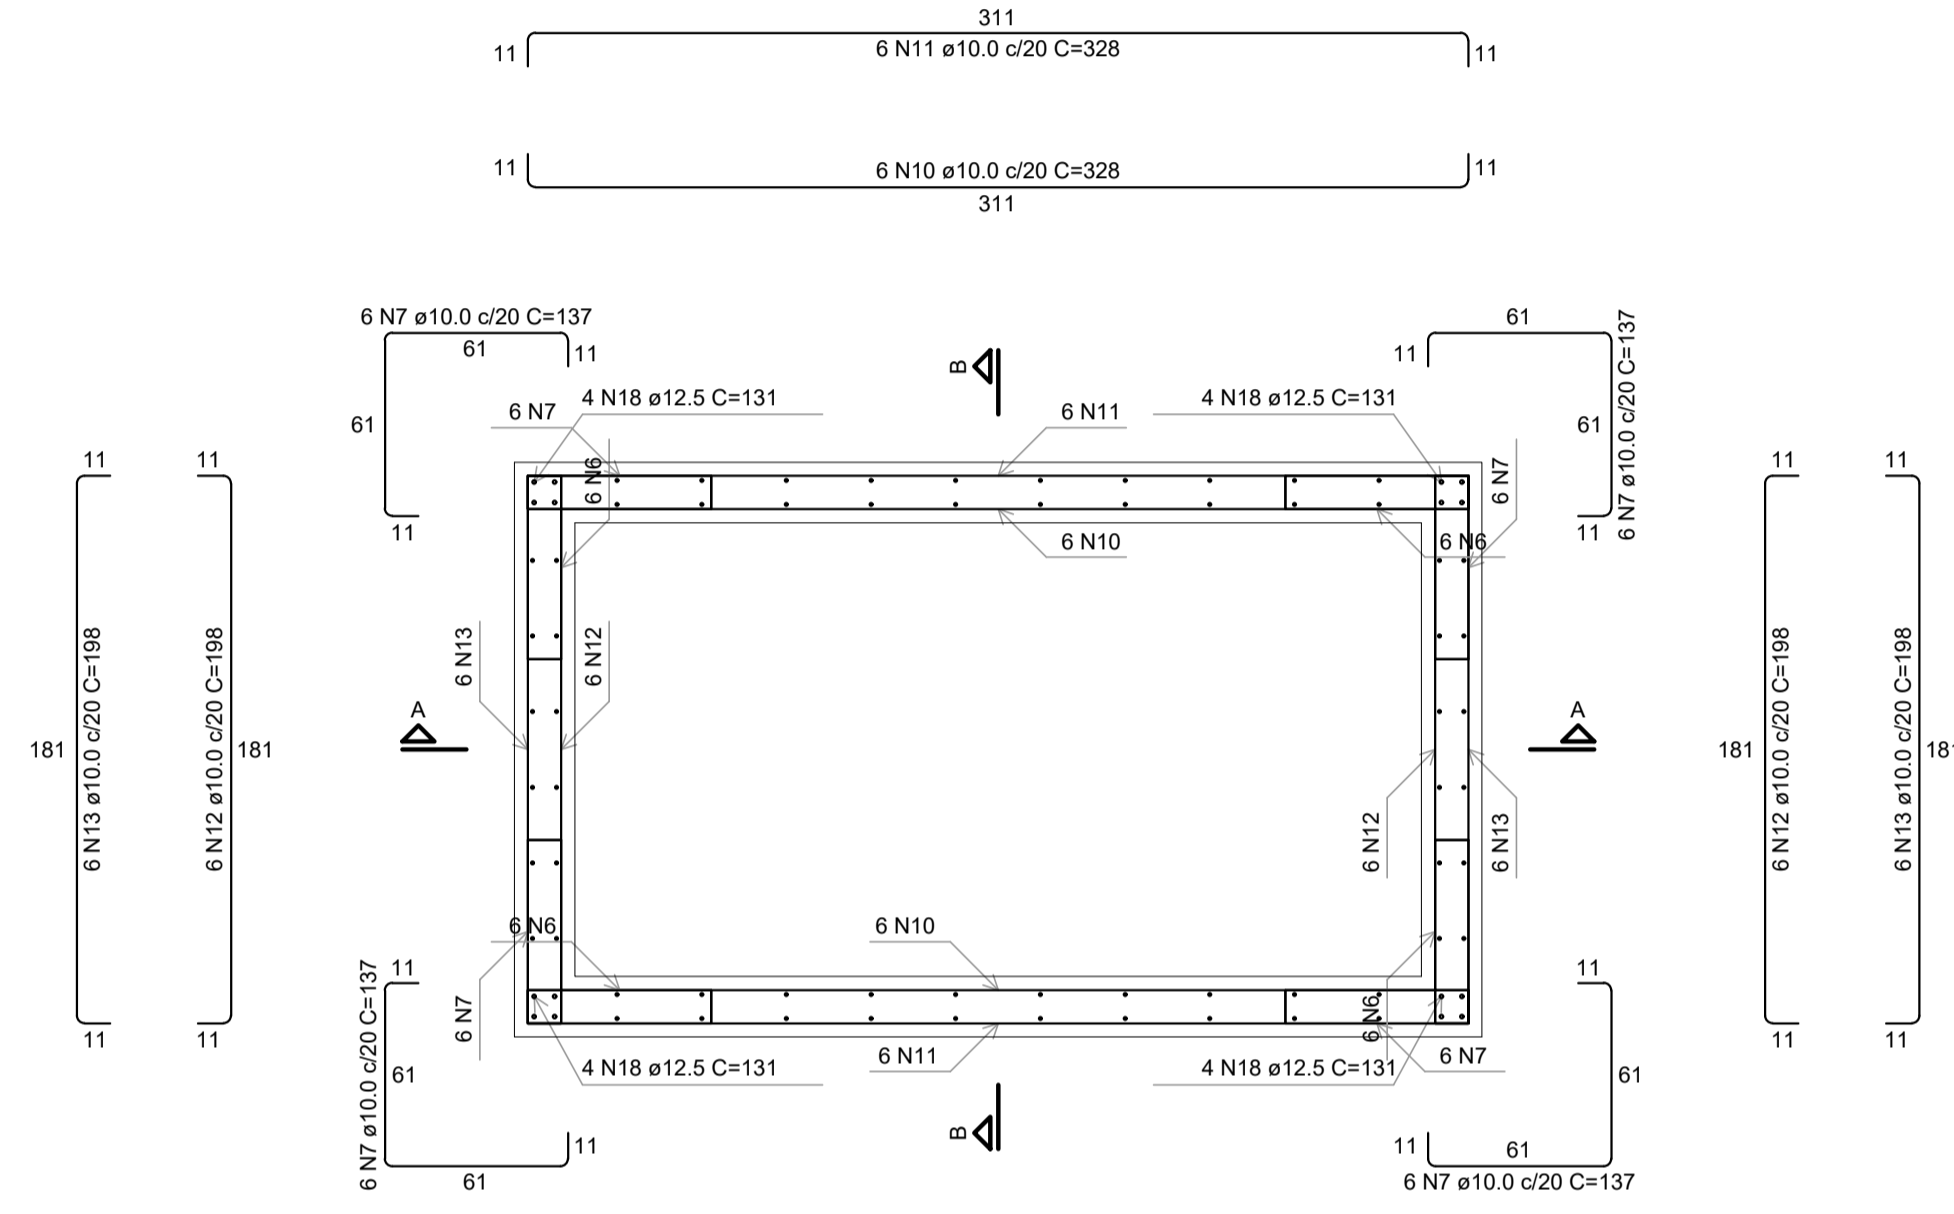 311
11
6 N11 ø10.0 c/20 C=328
11
11
6 N10 ø10.0 c/20 C=328
11
311
6 N7 ø10.0 c/20 C=137
61
11
61
11
61
11
61
11
6 N7 ø10.0 c/20 C=137
B
4 N18 ø12.5 C=131
6 N7
6 N6
6 N11
4 N18 ø12.5 C=131
6 N7
6 N10
6 N6
11
11
181
6 N13 ø10.0 c/20 C=198
6 N12 ø10.0 c/20 C=198
181
11
11
A
6 N13
6 N12
6 N12
6 N13
A
11
11
181
6 N12 ø10.0 c/20 C=198
6 N13 ø10.0 c/20 C=198
181
11
11
6 N6
6 N10
6 N7
6 N6
4 N18 ø12.5 C=131
6 N11
4 N18 ø12.5 C=131
6 N7
B
11
6 N7 ø10.0 c/20 C=137
61
11
61
11
61
11
61
6 N7 ø10.0 c/20 C=137